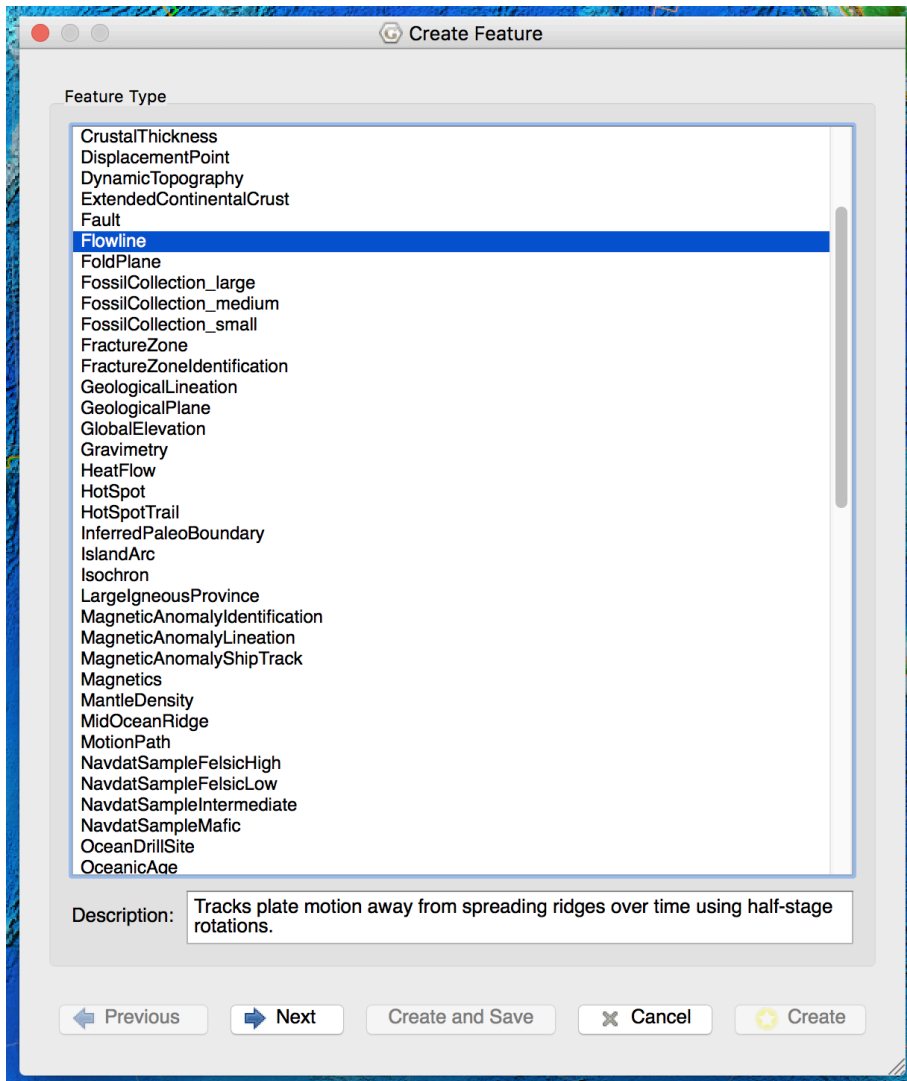 Create Feature
Feature Type
CrustalThickness
DisplacementPoint
DynamicTopography
ExtendedContinentalCrust
Fault
Flowline
FoldPlane
FossilCollection_large
FossilCollection_medium
FossilCollection_small
FractureZone
FractureZoneIdentification
GeologicalLineation
GeologicalPlane
GlobalElevation
Gravimetry
HeatFlow
HotSpot
HotSpotTrail
InferredPaleoBoundary
IslandArc
Isochron
LargeIgneousProvince
MagneticAnomalyIdentification
MagneticAnomalyLineation
MagneticAnomalyShipTrack
Magnetics
MantleDensity
MidOceanRidge
MotionPath
NavdatSampleFelsicHigh
NavdatSampleFelsicLow
NavdatSampleIntermediate
NavdatSampleMafic
OceanDrillSite
OceanicAge
Description: Tracks plate motion away from spreading ridges over time using half-stage
rotations.
Previous Next Create and Save Cancel Create